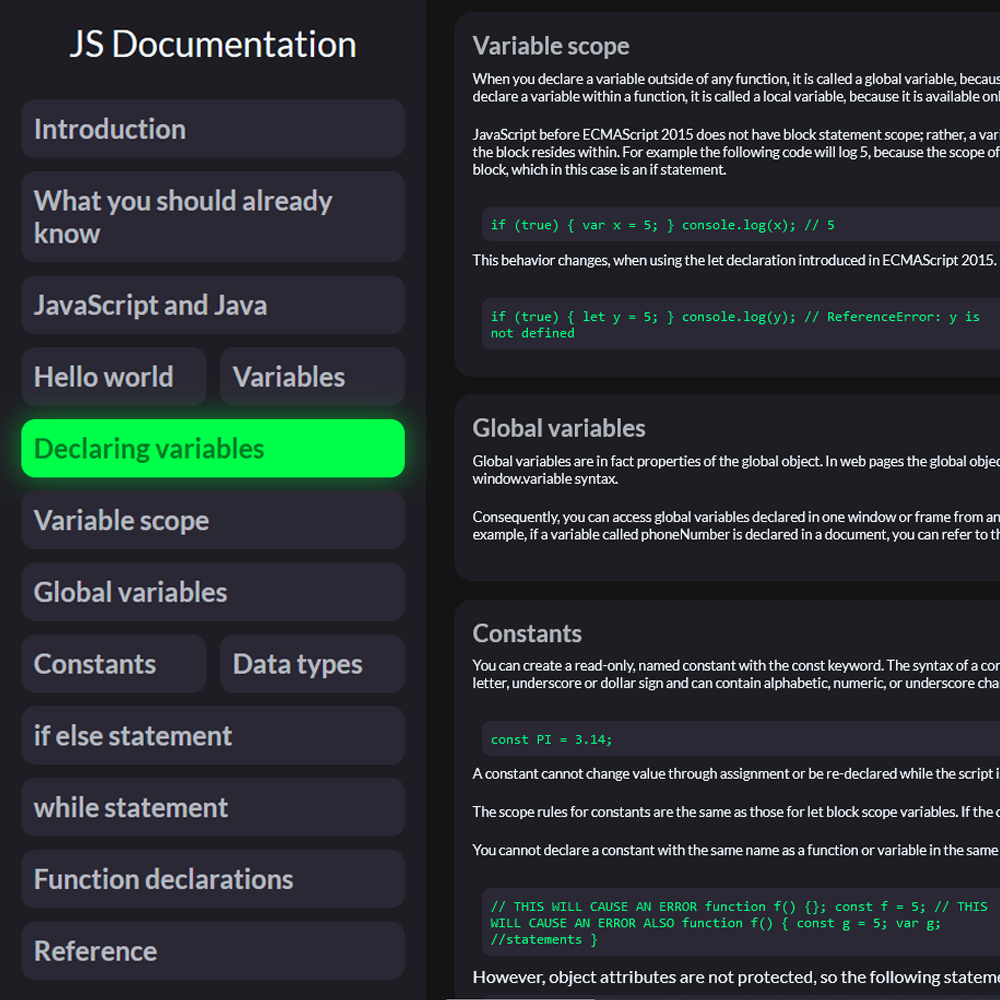 JS Documentation
Introduction
What you should already
know
JavaScript and Java
Hello world
Variables
Declaring variables
Variable scope
Global variables
Constants
Data types
if else statement
while statement
Function declarations
Reference
Variable scope
When you declare a variable outside of any function, it is called a global variable, becaus
declare a variable within a function, it is called a local variable, because it is available onl
JavaScript before ECMAScript 2015 does not have block statement scope; rather, a vari
the block resides within. For example the following code will log 5, because the scope of
block, which in this case is an if statement.
if (true) { var x = 5; } console.log(x); // 5
This behavior changes, when using the let declaration introduced in ECMAScript 2015.
if (true) { let y = 5; } console.log(y); // ReferenceError: y is
not defined
Global variables
Global variables are in fact properties of the global object. In web pages the global objec
window.variable syntax.
Consequently, you can access global variables declared in one window or frame from an
example, if a variable called phoneNumber is declared in a document, you can refer to th
Constants
You can create a read-only, named constant with the const keyword. The syntax of a con
letter, underscore or dollar sign and can contain alphabetic, numeric, or underscore cha
const PI = 3.14;
A constant cannot change value through assignment or be re-declared while the script i
The scope rules for constants are the same as those for let block scope variables. If the c
You cannot declare a constant with the same name as a function or variable in the same
// THIS WILL CAUSE AN ERROR function f() {}; const f = 5; // THIS
WILL CAUSE AN ERROR ALSO function f() { const g = 5; var g;
//statements }
However, object attributes are not protected, so the following stateme